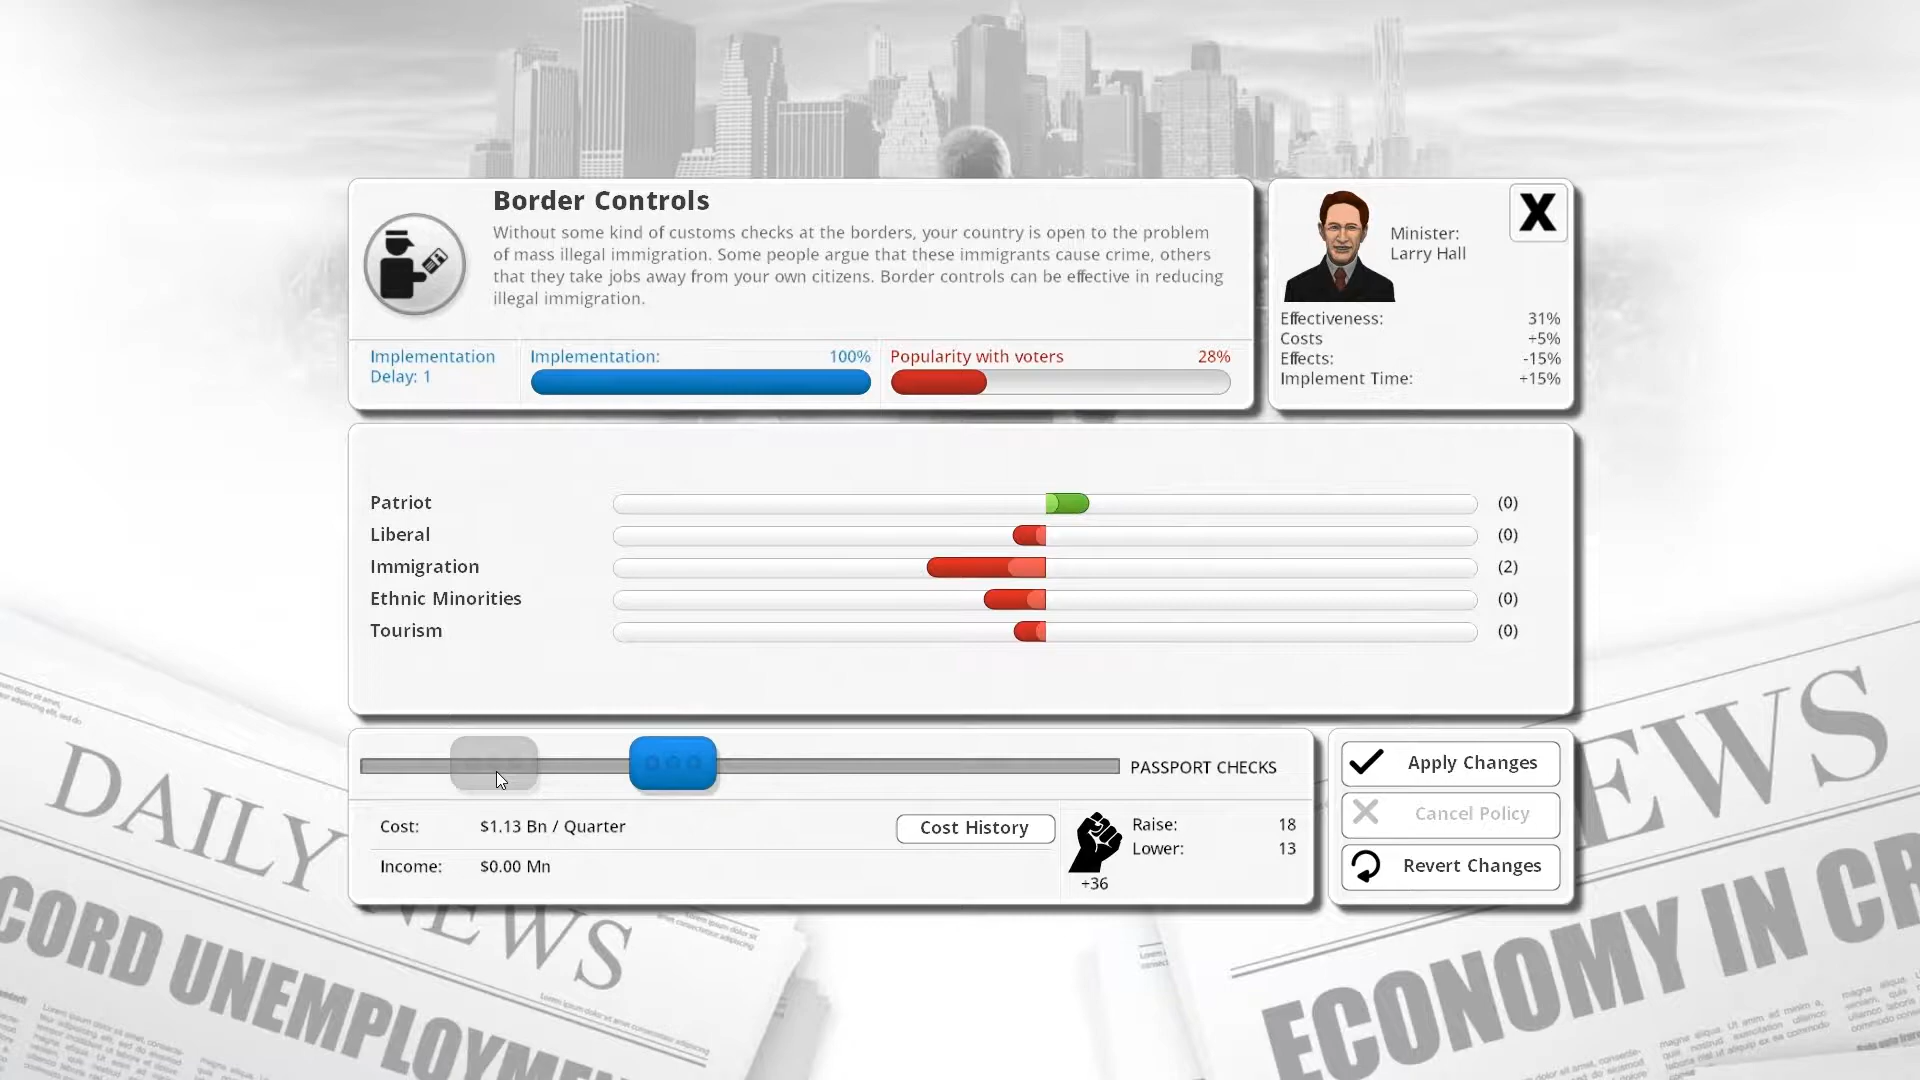 Border Controls
Without some kind of customs checks at the borders, your country is open to the problem
of mass illegal immigration. Some people argue that these immigrants cause crime, others
that they take jobs away from your own citizens. Border controls can be effective in reducing
illegal immigration.
Implementation
Delay: 1
Implementation: 100%
Popularity with voters 28%
X
Minister:
Larry Hall
Effectiveness: 31%
Costs +5%
Effects: -15%
Implement Time: +15%
Patriot (0)
Liberal (0)
Immigration (2)
Ethnic Minorities (0)
Tourism (0)
PASSPORT CHECKS
Cost: $1.13 Bn / Quarter
Cost History
Income: $0.00 Mn
Raise: 18
Lower: 13
+36
Apply Changes
Cancel Policy
Revert Changes
DAILY NEWS
CORD UNEMPLOYME
EWS
ECONOMY IN CR